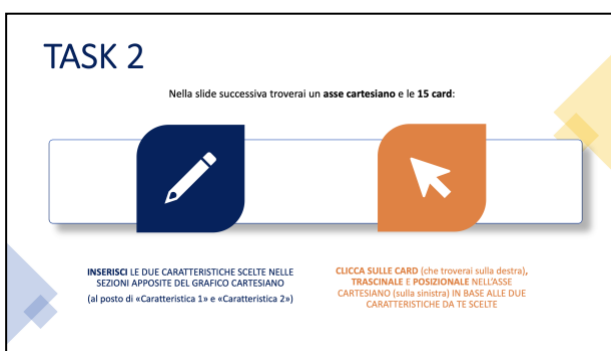 TASK 2
Nella slide successiva troverai un asse cartesiano e le 15 card:
INSERISCI LE DUE CARATTERISTICHE SCELTE NELLE
SEZIONI APPOSITE DEL GRAFICO CARTESIANO
(al posto di «Caratteristica 1» e «Caratteristica 2»)
CLICCA SULLE CARD (che troverai sulla destra),
TRASCINALE E POSIZIONALE NELL'ASSE
CARTESIANO (sulla sinistra) IN BASE ALLE DUE
CARATTERISTICHE DA TE SCELTE